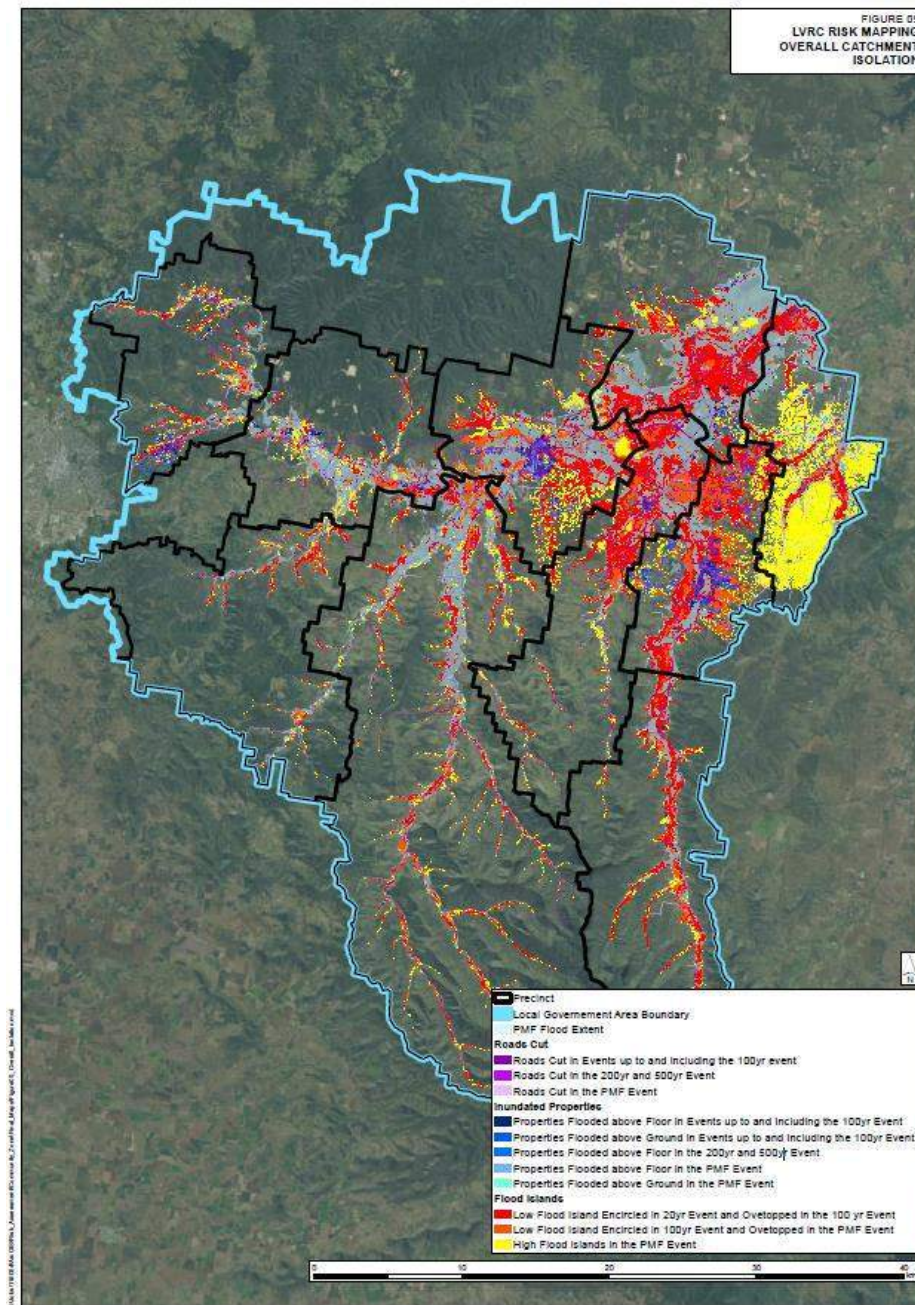 FIGURE 0
LVRC RISK MAPPING
OVERALL CATCHMENT
ISOLATION
N
Precinct
Local Governement Area Boundary
PMF Flood Extent
Roads Cut
Roads Cut in Events up to and including the 100yr event
Roads Cut in the 200yr and 500yr Event
Roads Cut in the PMF Event
Inundated Properties
Properties Flooded above Floor in Events up to and including the 100yr Event
Properties Flooded above Ground in Events up to and including the 100yr Event
Properties Flooded above Floor in the 200yr and 500yr Event
Properties Flooded above Floor in the PMF Event
Properties Flooded above Ground in the PMF Event
Flood Islands
Low Flood Island Encircled in 20yr Event and Ovetopped in the 100 yr Event
Low Flood Island Encircled in 100yr Event and Ovetopped in the PMF Event
High Flood Islands in the PMF Event
0 10 20 30 40
km